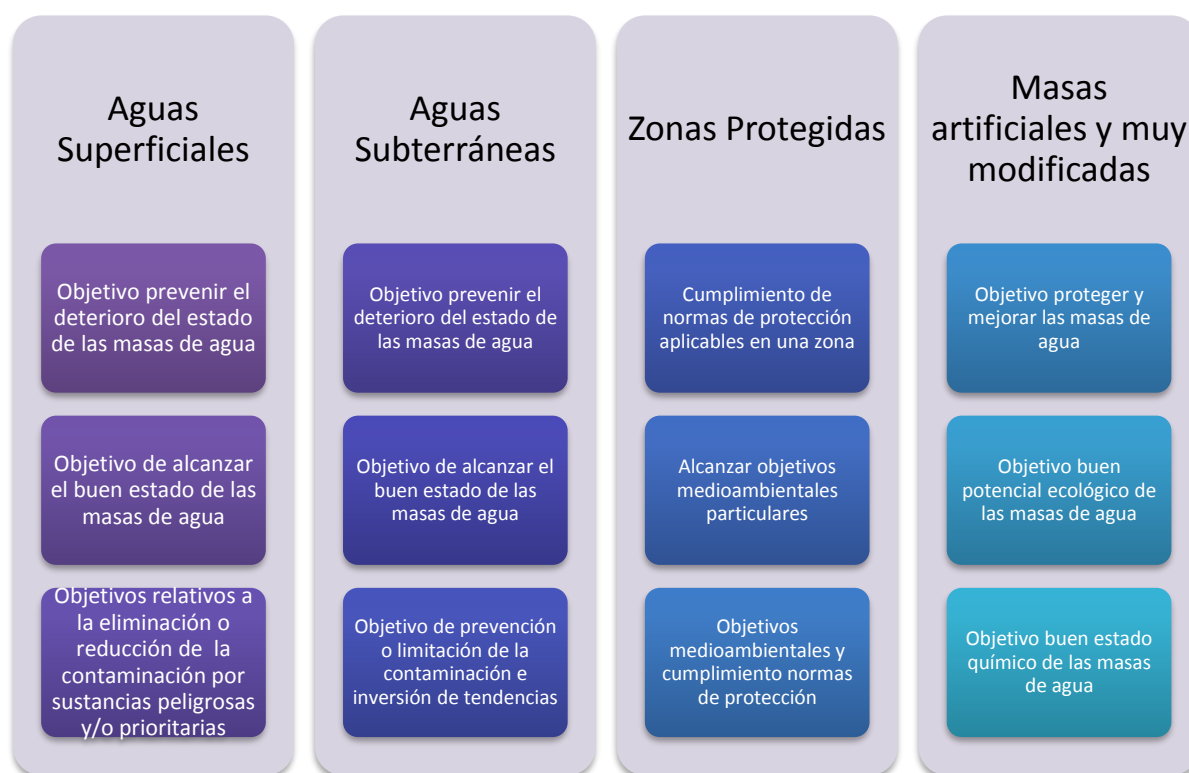 Aguas
Superficiales
Objetivo prevenir el
deterioro del estado
de las masas de agua
Objetivo de alcanzar
el buen estado de las
masas de agua
Objetivos relativos a
la eliminación o
reducción de la
contaminación por
sustancias peligrosas
y/o prioritarias
Aguas
Subterráneas
Objetivo prevenir el
deterioro del estado de
las masas de agua
Objetivo de alcanzar el
buen estado de las
masas de agua
Objetivo de prevención
o limitación de la
contaminación e
inversión de tendencias
Zonas Protegidas
Cumplimiento de
normas de protección
aplicables en una zona
Alcanzar objetivos
medioambientales
particulares
Objetivos
medioambientales y
cumplimiento normas
de protección
Masas
artificiales y muy
modificadas
Objetivo proteger y
mejorar las masas de
agua
Objetivo buen
potencial ecológico de
las masas de agua
Objetivo buen estado
químico de las masas
de agua